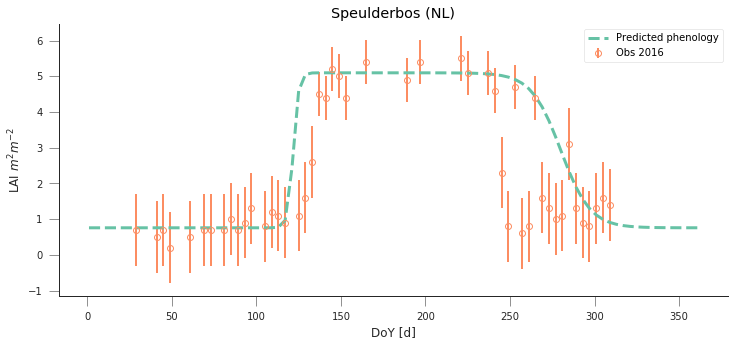 Speulderbos (NL)
Predicted phenology
Obs 2016
LAI m²m⁻²
6
5
4
3
2
1
0
−1
0 50 100 150 200 250 300 350
DoY [d]